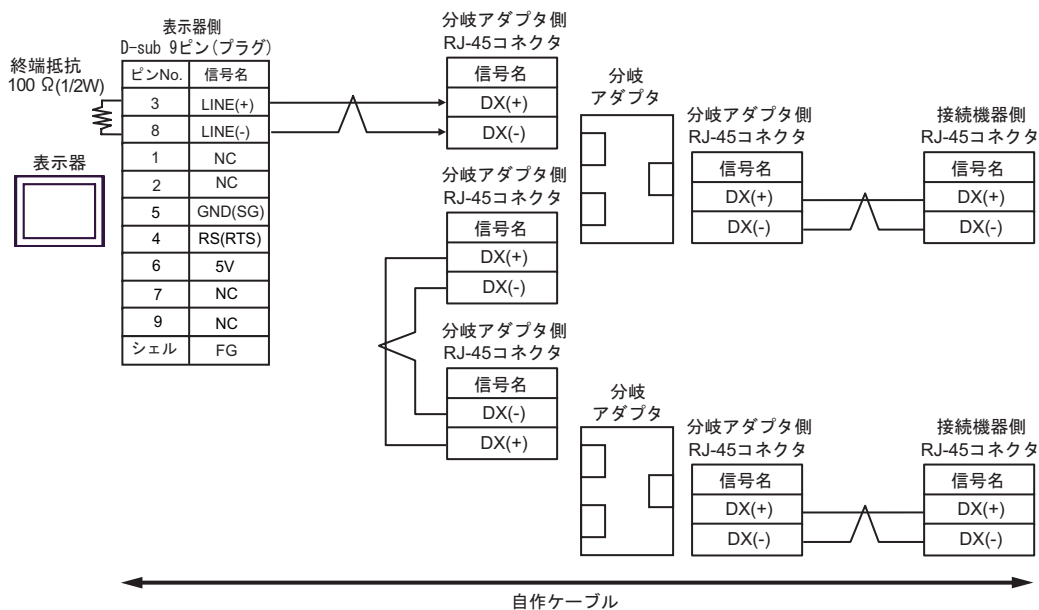 表示器側
D-sub 9ピン(プラグ)
終端抵抗
100 Ω(1/2W)
ピンNo. 信号名
3 LINE(+)
8 LINE(-)
1 NC
2 NC
5 GND(SG)
4 RS(RTS)
6 5V
7 NC
9 NC
シェル FG
表示器
分岐アダプタ側
RJ-45コネクタ
信号名
DX(+)
DX(-)
分岐アダプタ側
RJ-45コネクタ
信号名
DX(+)
DX(-)
分岐アダプタ側
RJ-45コネクタ
信号名
DX(-)
DX(+)
分岐
アダプタ
分岐アダプタ側
RJ-45コネクタ
信号名
DX(+)
DX(-)
接続機器側
RJ-45コネクタ
信号名
DX(+)
DX(-)
分岐
アダプタ
分岐アダプタ側
RJ-45コネクタ
信号名
DX(+)
DX(-)
接続機器側
RJ-45コネクタ
信号名
DX(+)
DX(-)
自作ケーブル